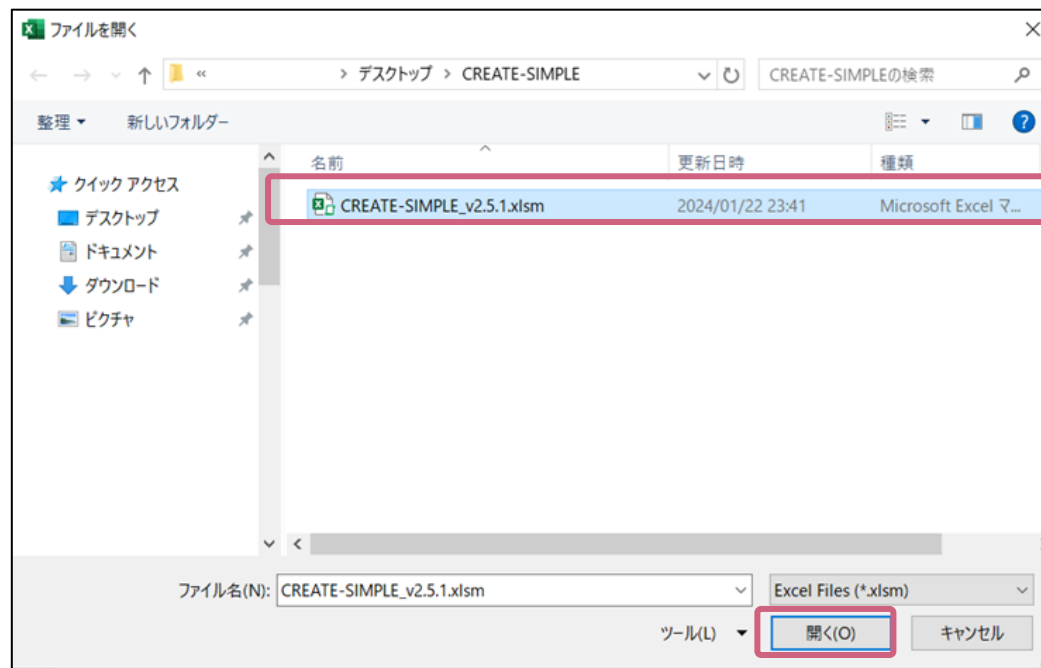 ファイルを開く
« > デスクトップ > CREATE-SIMPLE
CREATE-SIMPLEの検索
整理 新しいフォルダー
名前 更新日時 種類
クイック アクセス
CREATE-SIMPLE_v2.5.1.xlsm 2024/01/22 23:41 Microsoft Excel マ...
デスクトップ
ドキュメント
ダウンロード
ピクチャ
ファイル名(N): CREATE-SIMPLE_v2.5.1.xlsm Excel Files (*.xlsm)
ツール(L) 開く(O) キャンセル